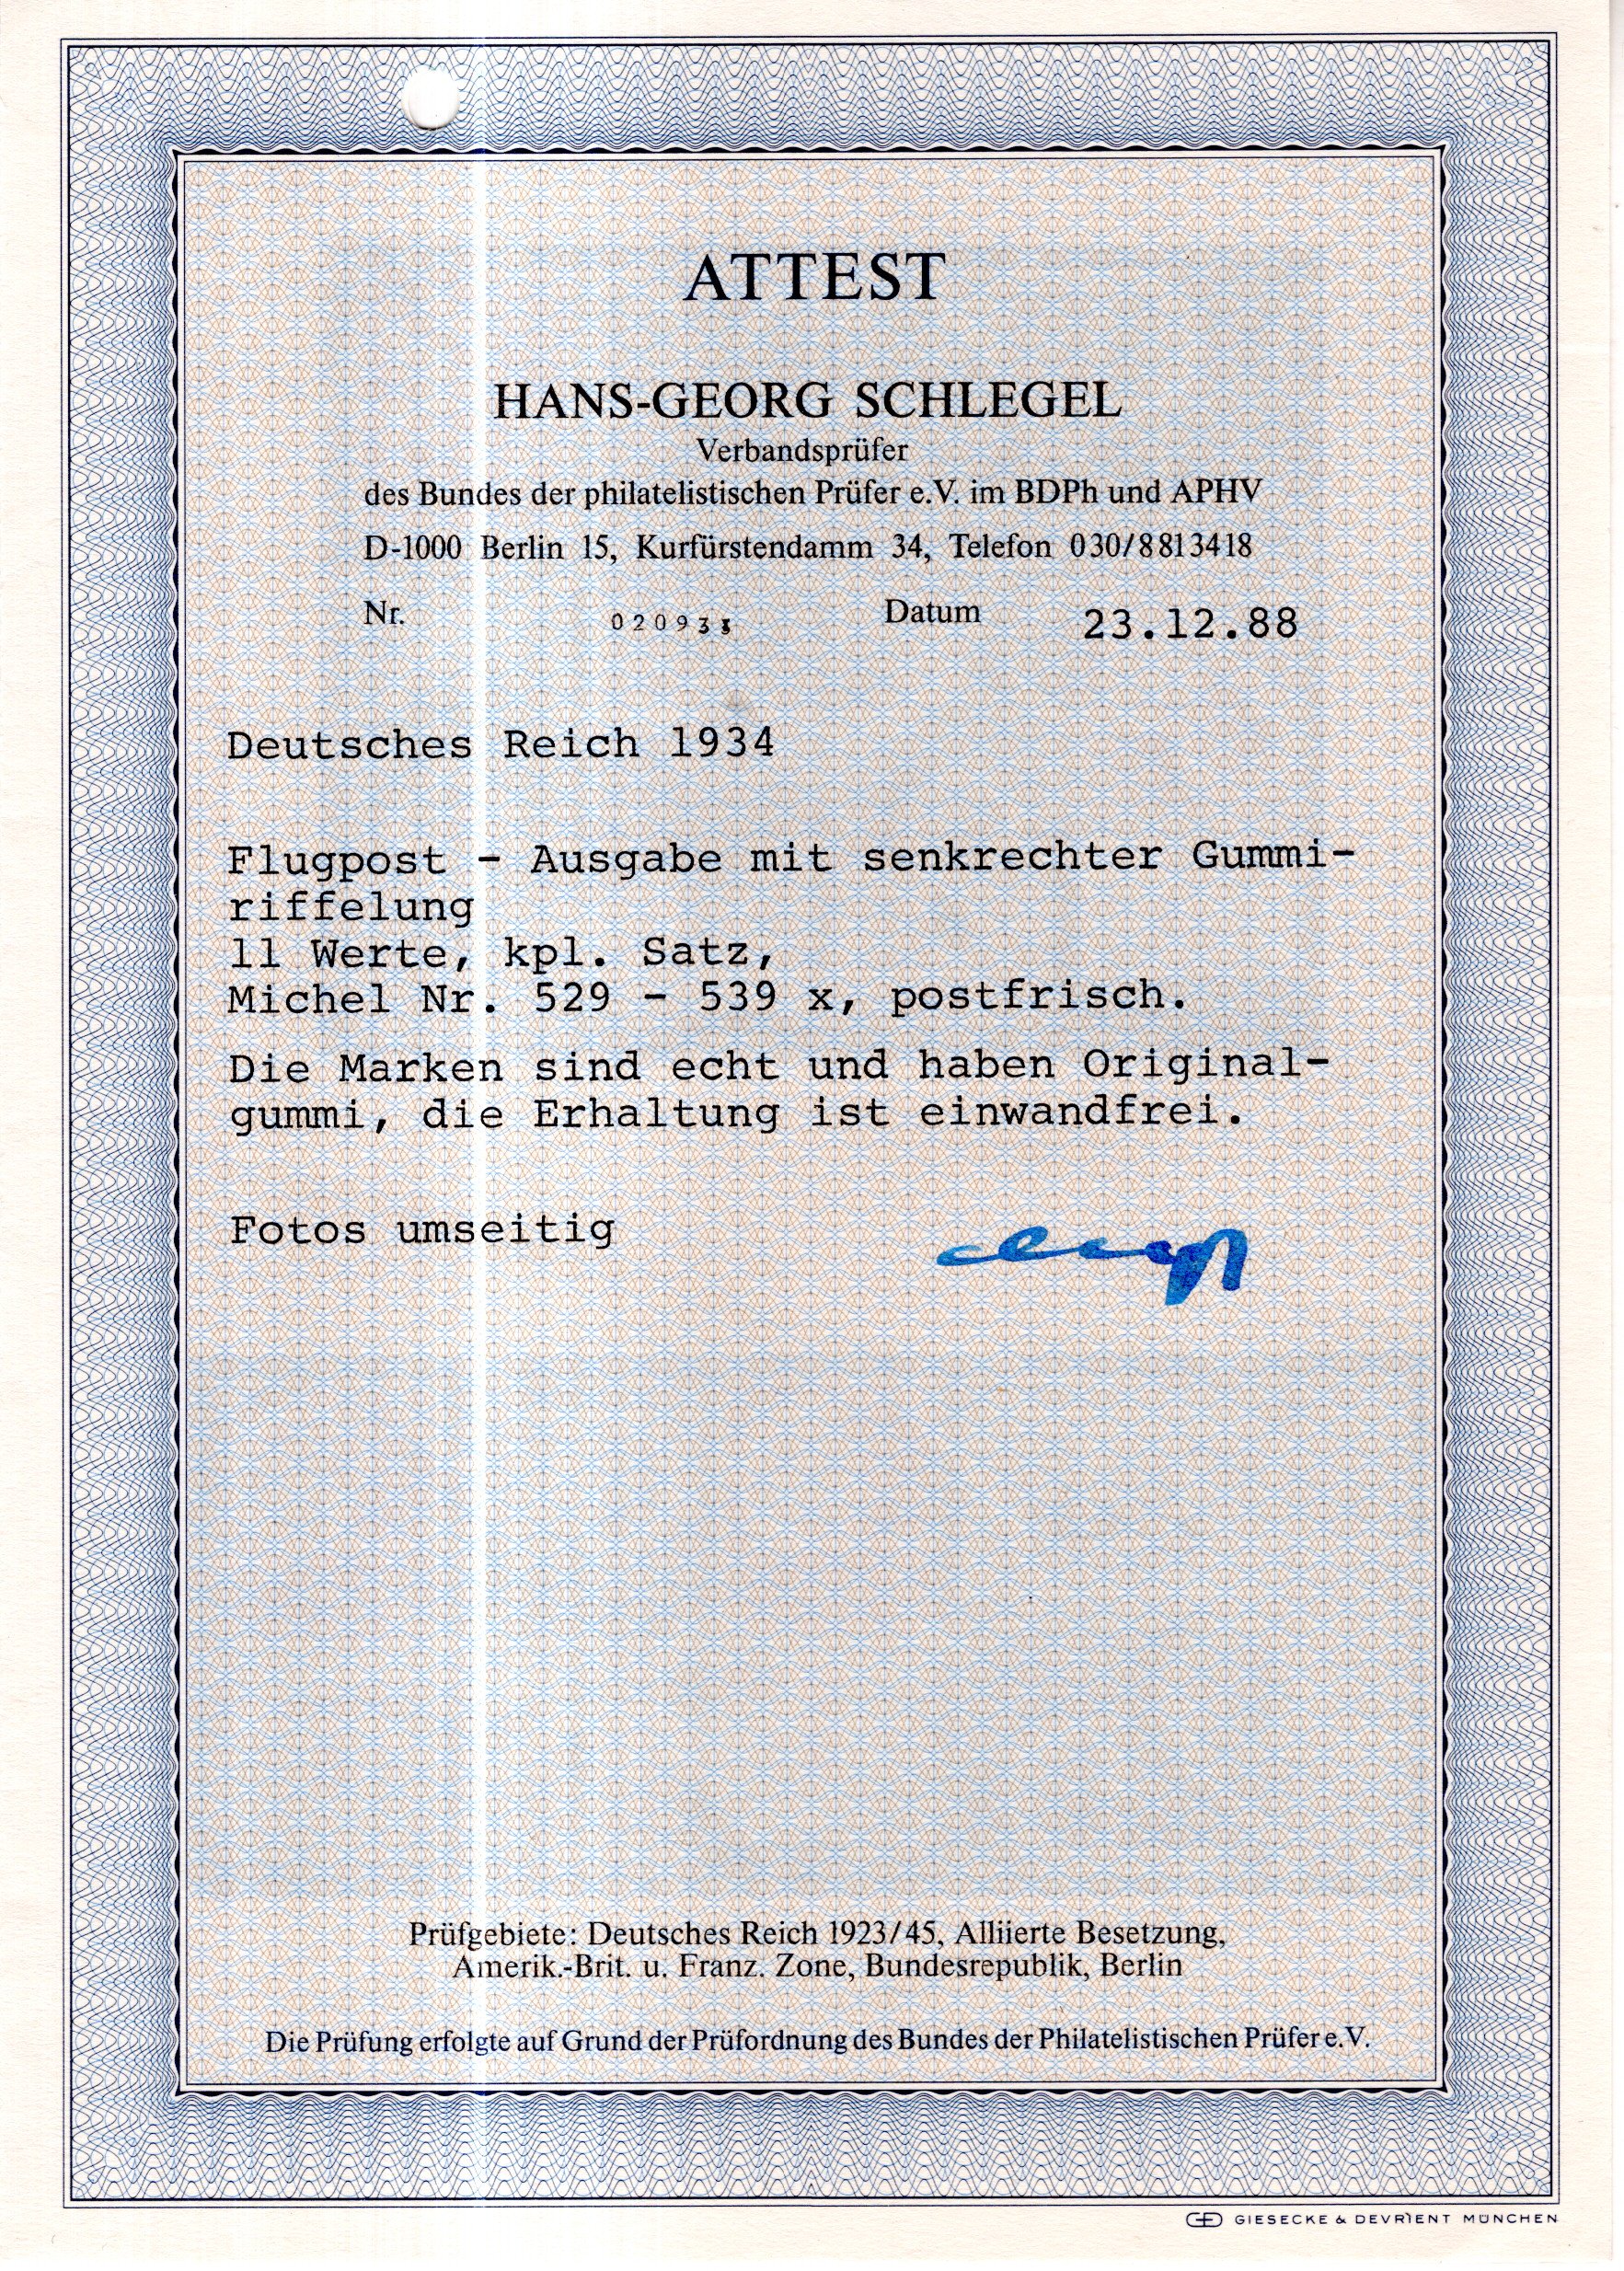 ATTEST
HANS-GEORG SCHLEGEL
Verbandsprüfer
des Bundes der philatelistischen Prüfer e.V. im BDPh und APHV
D-1000 Berlin 15, Kurfürstendamm 34, Telefon 030/8813418
Nr. Datum 23.12.88
Deutsches Reich 1934
Flugpost - Ausgabe mit senkrechter Gummi-
riffelung
11 Werte, kpl. Satz,
Michel Nr. 529 - 539 x, postfrisch.
Die Marken sind echt und haben Original-
gummi, die Erhaltung ist einwandfrei.
Fotos umseitig
Prüfgebiete: Deutsches Reich 1923/45, Alliierte Besetzung,
Amerik.-Brit. u. Franz. Zone, Bundesrepublik, Berlin
Die Prüfung erfolgte auf Grund der Prüfordnung des Bundes der Philatelistischen Prüfer e.V.
GIESECKE & DEVRIENT MÜNCHEN